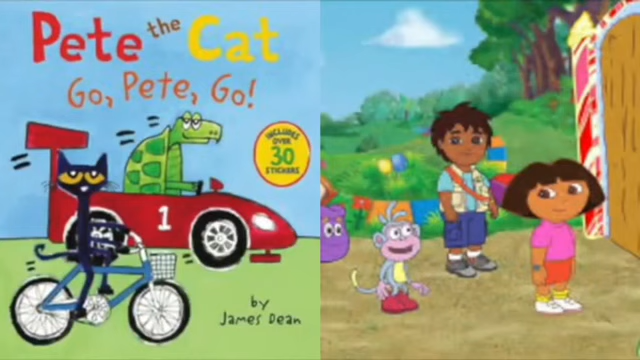 Pete the Cat
Go, Pete, Go!
INCLUDES
OVER
30
STICKERS
1
by
James Dean